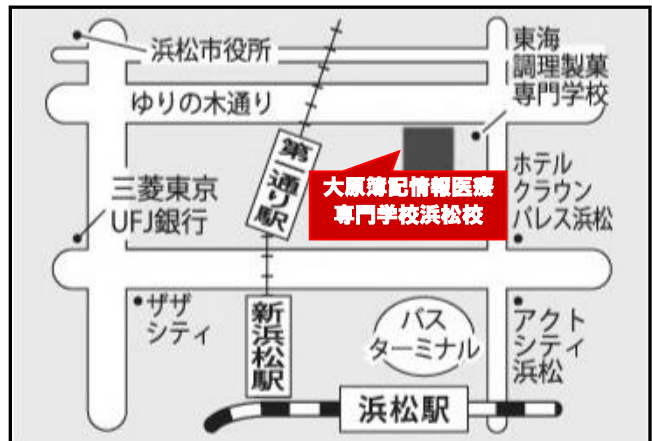 浜松市役所
東海
調理製菓
専門学校
ゆりの木通り
第一通り駅
大原簿記情報医療
専門学校浜松校
ホテル
クラウン
パレス浜松
三菱東京
UFJ銀行
ザザ
シティ
新浜松駅
バス
ターミナル
アクト
シティ
浜松
浜松駅